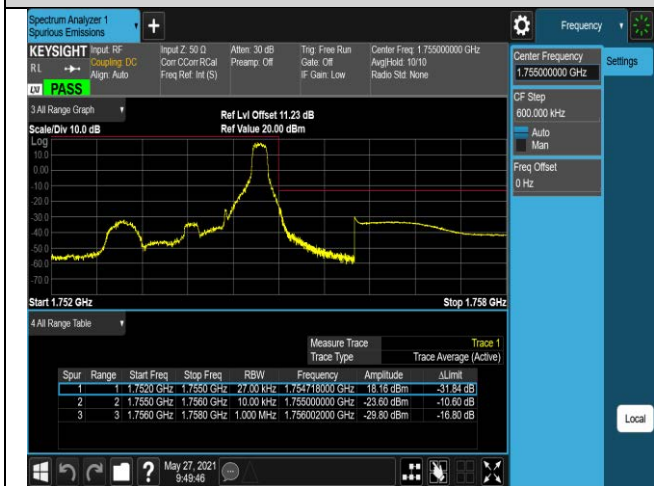 Spectrum Analyzer 1
Spurious Emissions
Frequency
KEYSIGHT Input: RF Input Z: 50 Ω Atten: 30 dB Trig: Free Run Center Freq: 1.755000000 GHz
RL Coupling: DC Corr CCorr RCal Preamp: Off Gate: Off Avg|Hold: 10/10
Align: Auto Freq Ref: Int (S) IF Gain: Low Radio Std: None
LXI PASS
Center Frequency
1.755000000 GHz
Settings
CF Step
600.000 kHz
Auto
Man
Freq Offset
0 Hz
3 All Range Graph
Ref Lvl Offset 11.23 dB
Scale/Div 10.0 dB Ref Value 20.00 dBm
Log
10.0
0.00
-10.0
-20.0
-30.0
-40.0
-50.0
-60.0
-70.0
Start 1.752 GHz Stop 1.758 GHz
4 All Range Table
Measure Trace Trace 1
Trace Type Trace Average (Active)
Spur Range Start Freq Stop Freq RBW Frequency Amplitude ΔLimit
1 1 1.7520 GHz 1.7550 GHz 27.00 kHz 1.754718000 GHz 18.16 dBm -31.84 dB
2 2 1.7550 GHz 1.7560 GHz 10.00 kHz 1.755000000 GHz -23.60 dBm -10.60 dB
3 3 1.7560 GHz 1.7580 GHz 1.000 MHz 1.756002000 GHz -29.80 dBm -16.80 dB
Local
? May 27, 2021
9:49:46